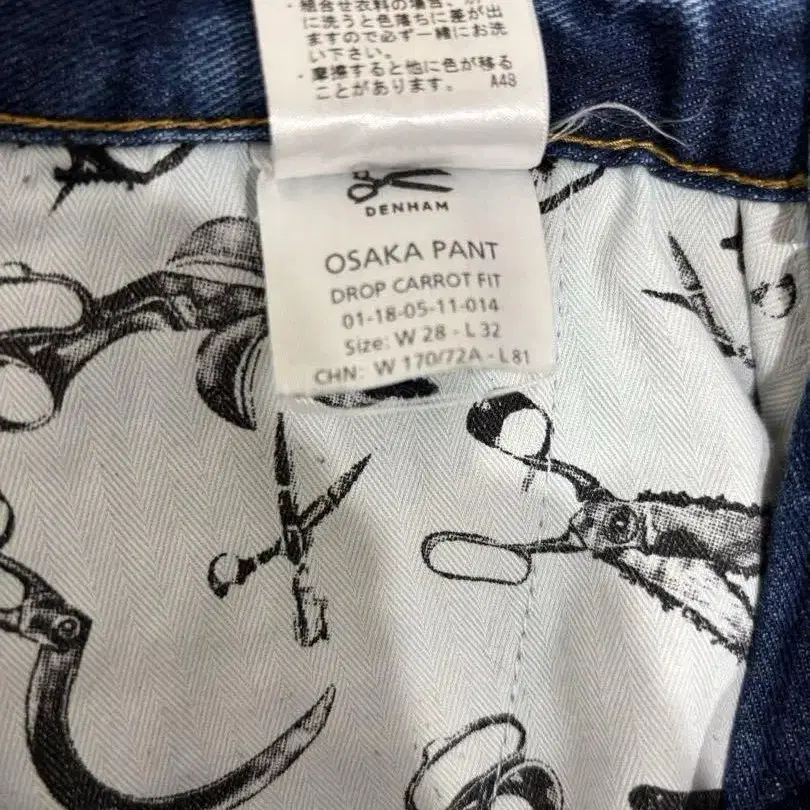 ・組合せ衣料の場合、
に洗うと色落ちに差が出
ますので必ず一緒にお洗
い下さい。
・摩擦すると他に色が移る
ことがあります。 A48
DENHAM
OSAKA PANT
DROP CARROT FIT
01-18-05-11-014
Size: W 28 - L 32
CHN: W 170/72A - L 81